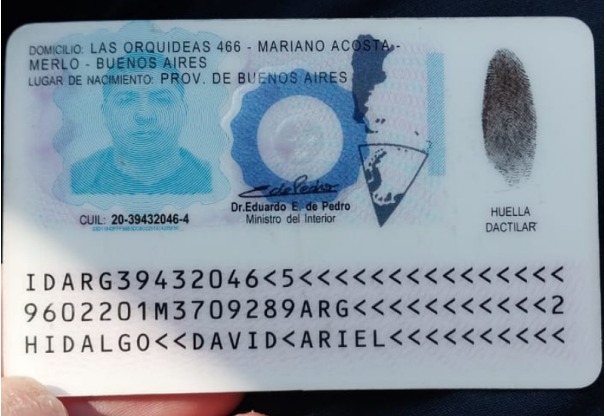 DOMICILIO: LAS ORQUIDEAS 466 - MARIANO ACOSTA -
MERLO - BUENOS AIRES
LUGAR DE NACIMIENTO: PROV. DE BUENOS AIRES
CUIL: 20-39432046-4
Dr.Eduardo E. de Pedro
Ministro del Interior
HUELLA
DACTILAR
IDARG39432046<5<<<<<<<<<<<<<<<
9602201M3709289ARG<<<<<<<<<<<2
HIDALGO<<DAVID<ARIEL<<<<<<<<<<